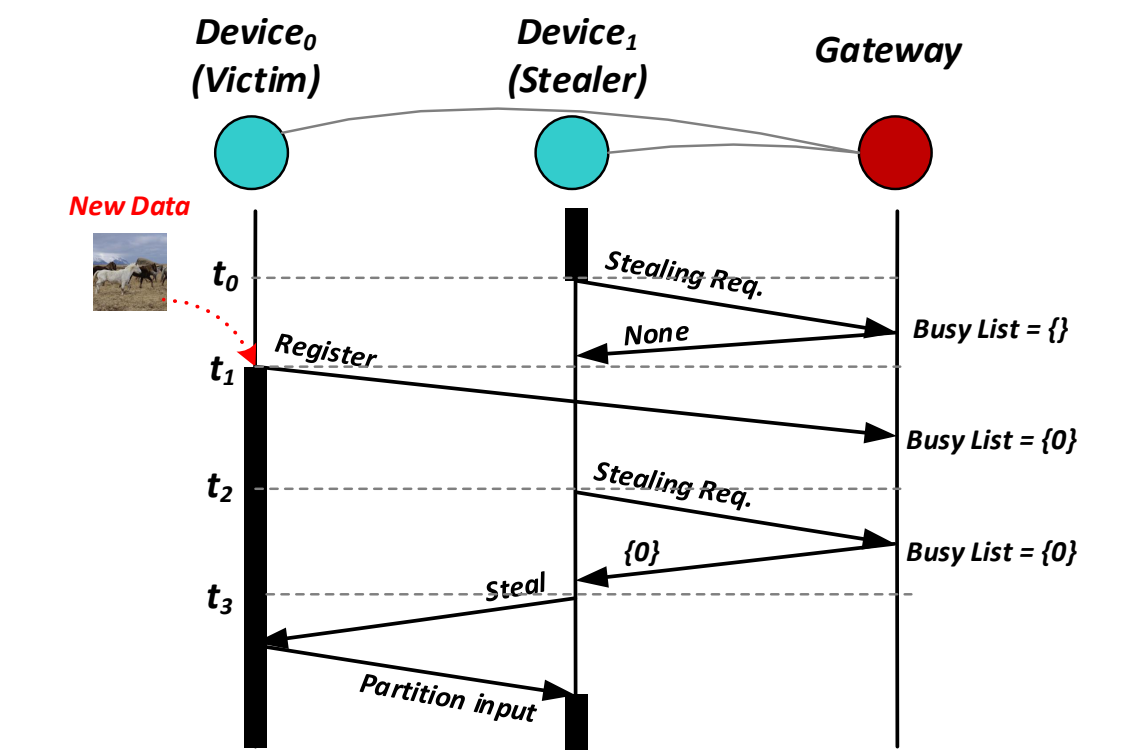 Device0
(Victim)
Device1
(Stealer)
Gateway
New Data
t0
Stealing Req.
Busy List = {}
None
Register
t1
Busy List = {0}
Stealing Req.
t2
{0}
Busy List = {0}
Steal
t3
Partition input